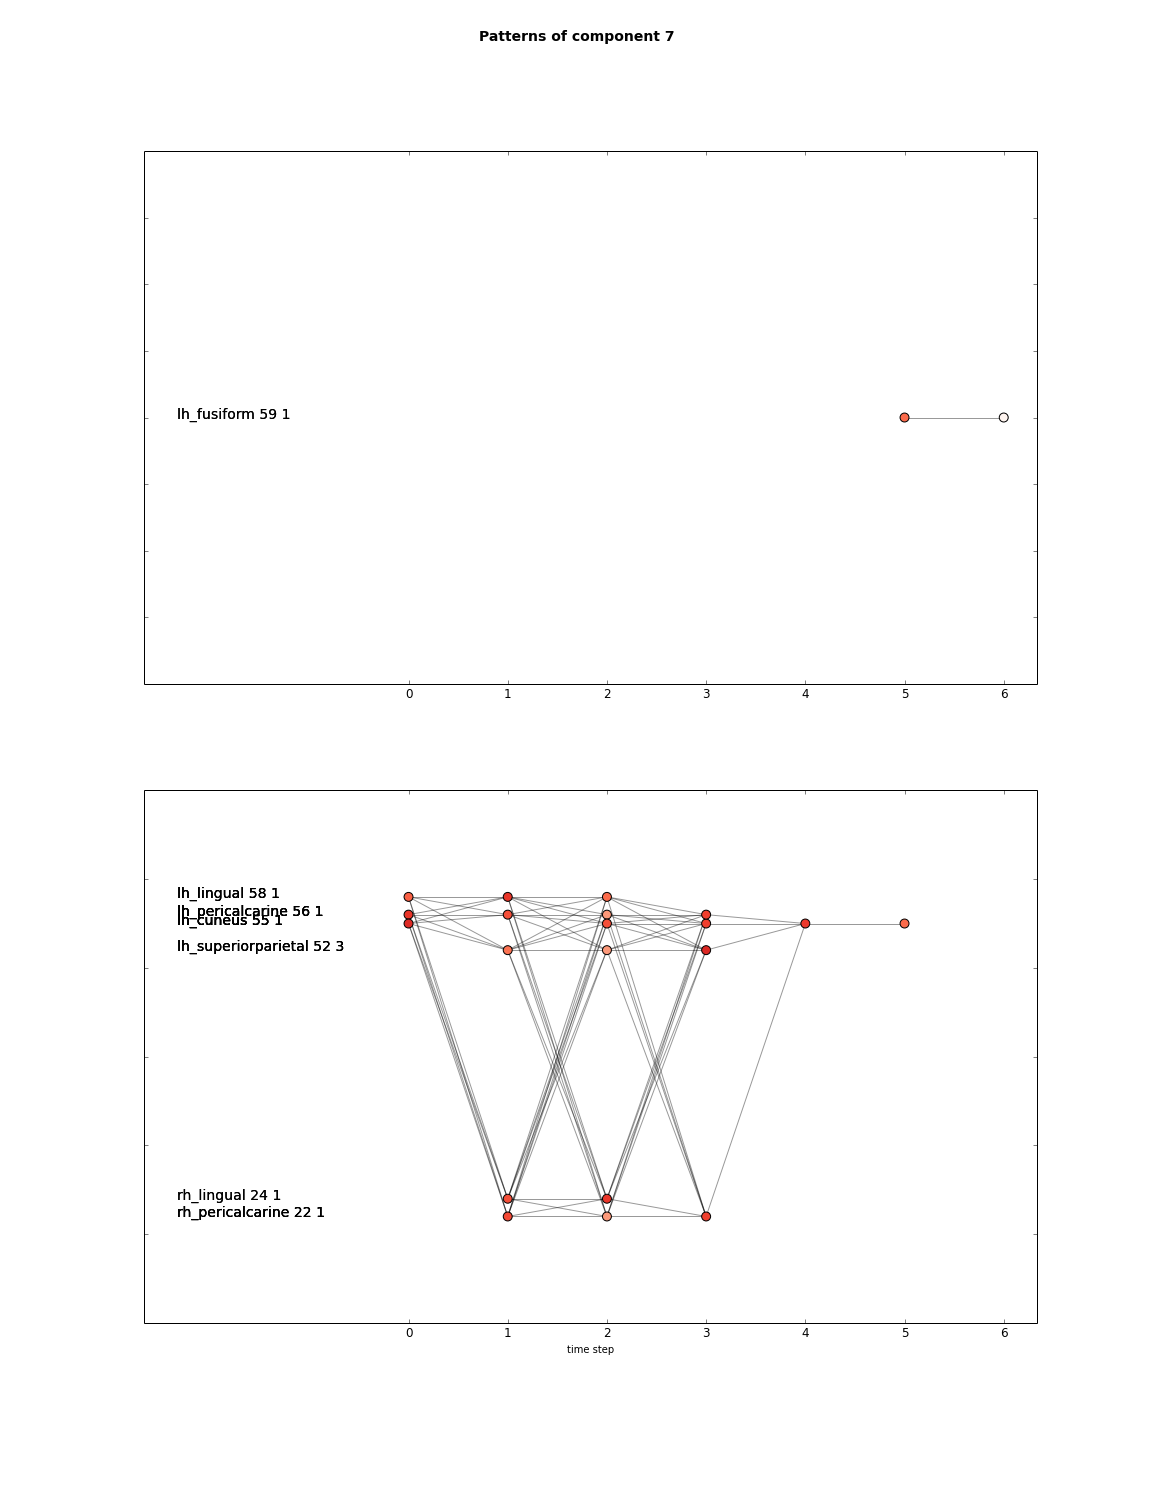 Patterns of component 7
lh_fusiform 59 1
0 1 2 3 4 5 6
lh_lingual 58 1
lh_pericalcarine 56 1
lh_cuneus 55 1
lh_superiorparietal 52 3
rh_lingual 24 1
rh_pericalcarine 22 1
0 1 2 3 4 5 6
time step